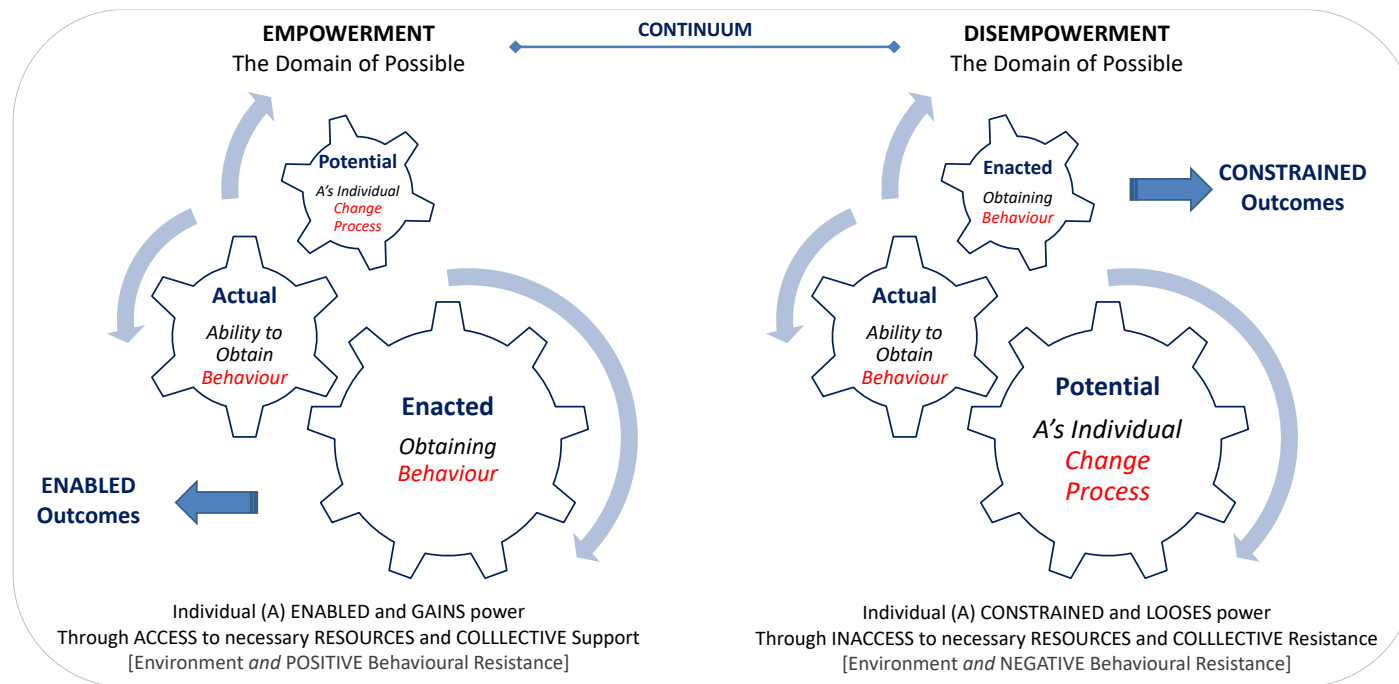 EMPOWERMENT
The Domain of Possible
CONTINUUM
DISEMPOWERMENT
The Domain of Possible
Potential
A's Individual
Change
Process
Actual
Ability to
Obtain
Behaviour
Enacted
Obtaining
Behaviour
ENABLED
Outcomes
Individual (A) ENABLED and GAINS power
Through ACCESS to necessary RESOURCES and COLLLECTIVE Support
[Environment and POSITIVE Behavioural Resistance]
Enacted
Obtaining
Behaviour
CONSTRAINED
Outcomes
Actual
Ability to
Obtain
Behaviour
Potential
A's Individual
Change
Process
Individual (A) CONSTRAINED and LOOSES power
Through INACCESS to necessary RESOURCES and COLLLECTIVE Resistance
[Environment and NEGATIVE Behavioural Resistance]